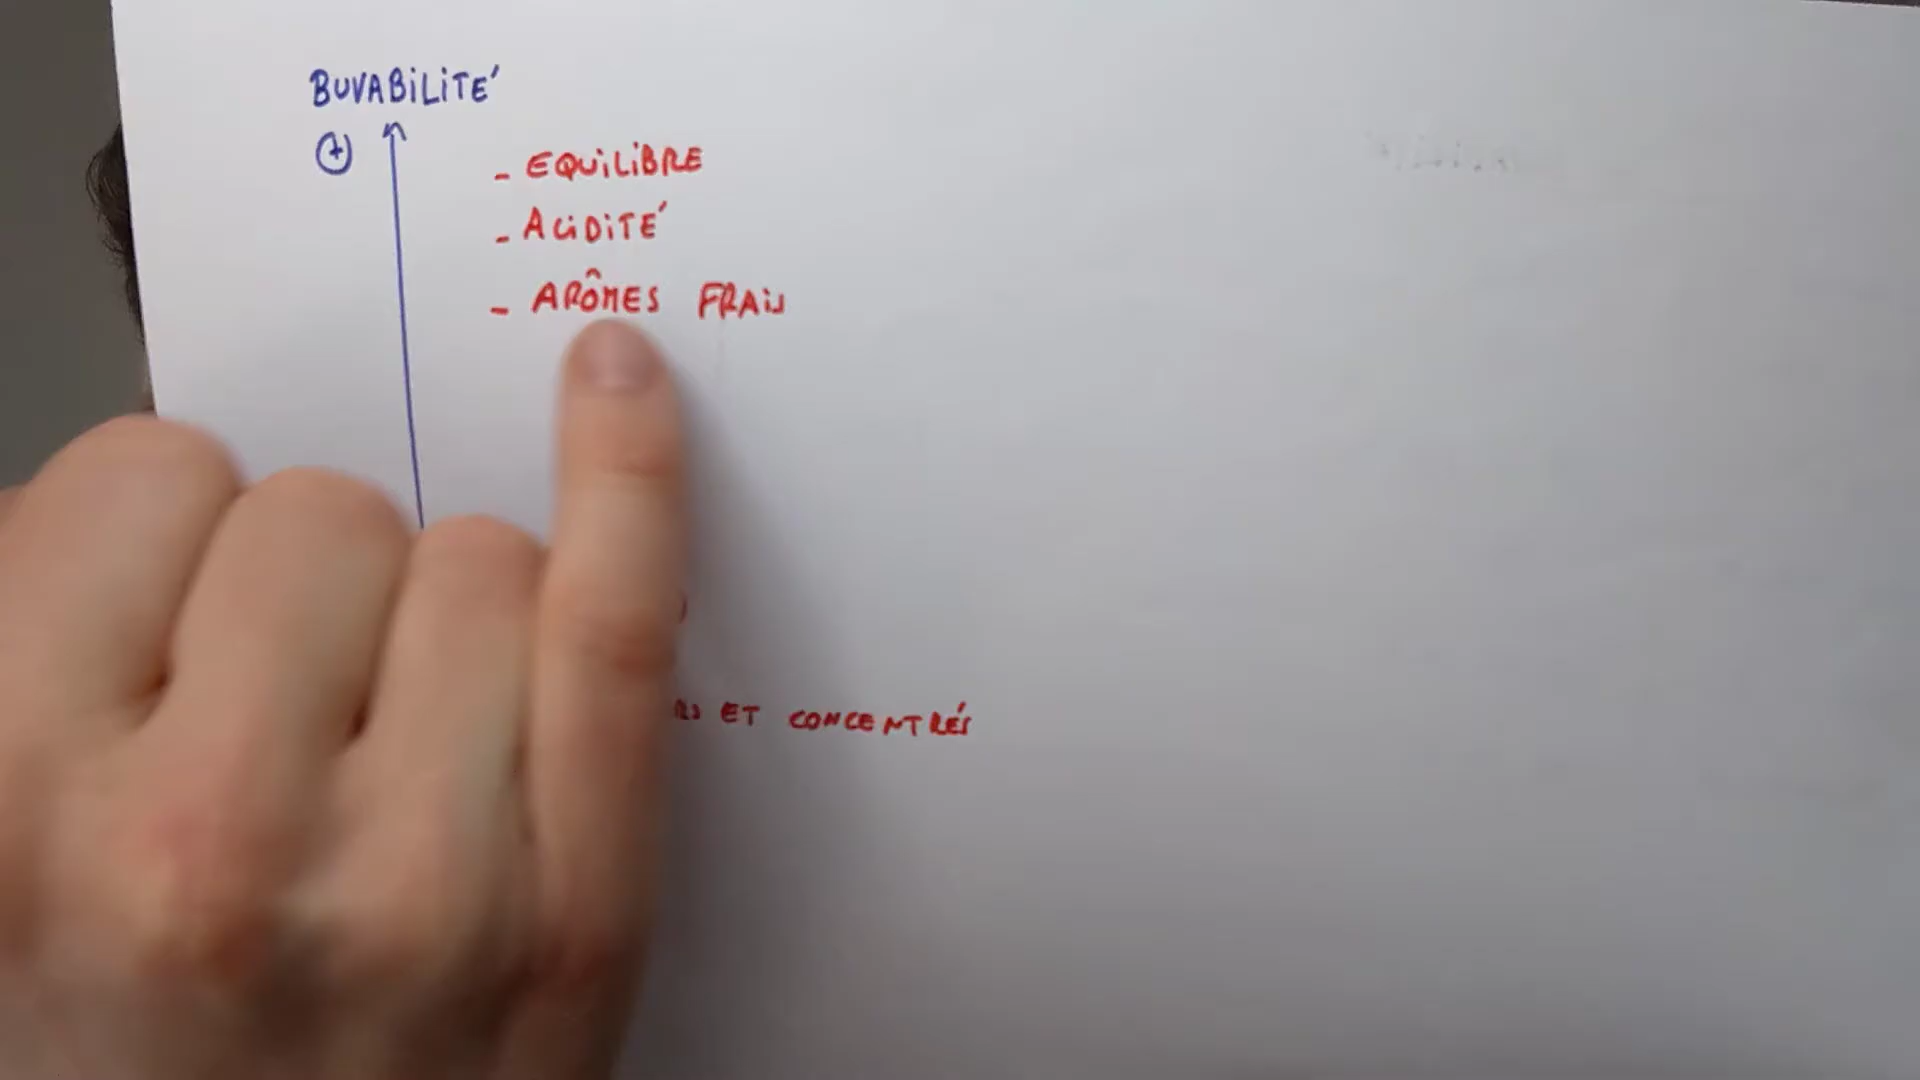 BUVABILITÉ
+
- EQUILIBRE
- ACIDITÉ
- ARÔMES FRAIS
ET CONCENTRÉS